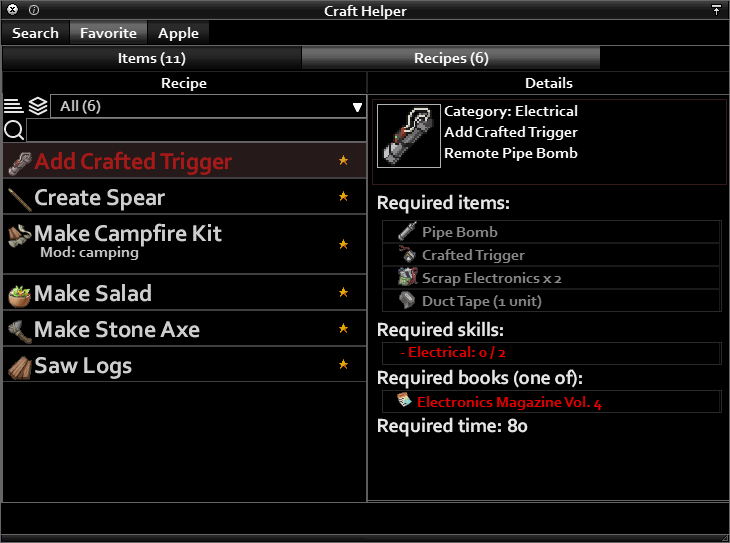 Craft Helper
Search Favorite Apple
Items (11) Recipes (6)
Recipe
All (6)
Add Crafted Trigger
Create Spear
Make Campfire Kit
Mod: camping
Make Salad
Make Stone Axe
Saw Logs
Details
Category: Electrical
Add Crafted Trigger
Remote Pipe Bomb
Required items:
Pipe Bomb
Crafted Trigger
Scrap Electronics x 2
Duct Tape (1 unit)
Required skills:
- Electrical: 0 / 2
Required books (one of):
Electronics Magazine Vol. 4
Required time: 80